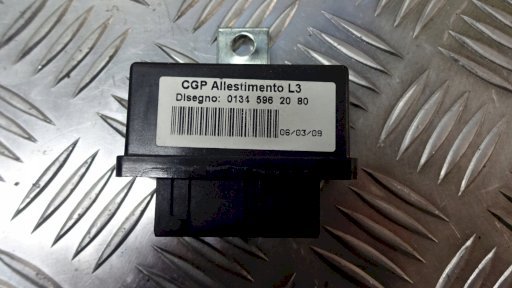 CGP Allestimento L3
Disegno: 0134 596 20 80
06/03/09